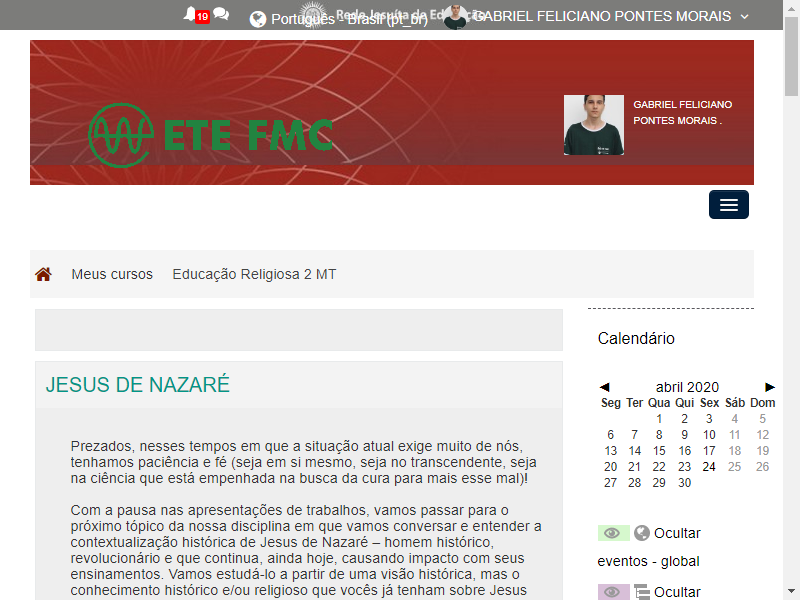 19
Português - Brasil (pt_br)
Rede Jesuíta de Educação
GABRIEL FELICIANO PONTES MORAIS
ETE FMC
GABRIEL FELICIANO
PONTES MORAIS .
Meus cursos
Educação Religiosa 2 MT
JESUS DE NAZARÉ
Prezados, nesses tempos em que a situação atual exige muito de nós,
tenhamos paciência e fé (seja em si mesmo, seja no transcendente, seja
na ciência que está empenhada na busca da cura para mais esse mal)!
Com a pausa nas apresentações de trabalhos, vamos passar para o
próximo tópico da nossa disciplina em que vamos conversar e entender a
contextualização histórica de Jesus de Nazaré – homem histórico,
revolucionário e que continua, ainda hoje, causando impacto com seus
ensinamentos. Vamos estudá-lo a partir de uma visão histórica, mas o
conhecimento histórico e/ou religioso que vocês já tenham sobre Jesus
Calendário
◄ abril 2020 ►
Seg Ter Qua Qui Sex Sáb Dom
1 2 3 4 5
6 7 8 9 10 11 12
13 14 15 16 17 18 19
20 21 22 23 24 25 26
27 28 29 30
Ocultar
eventos - global
Ocultar